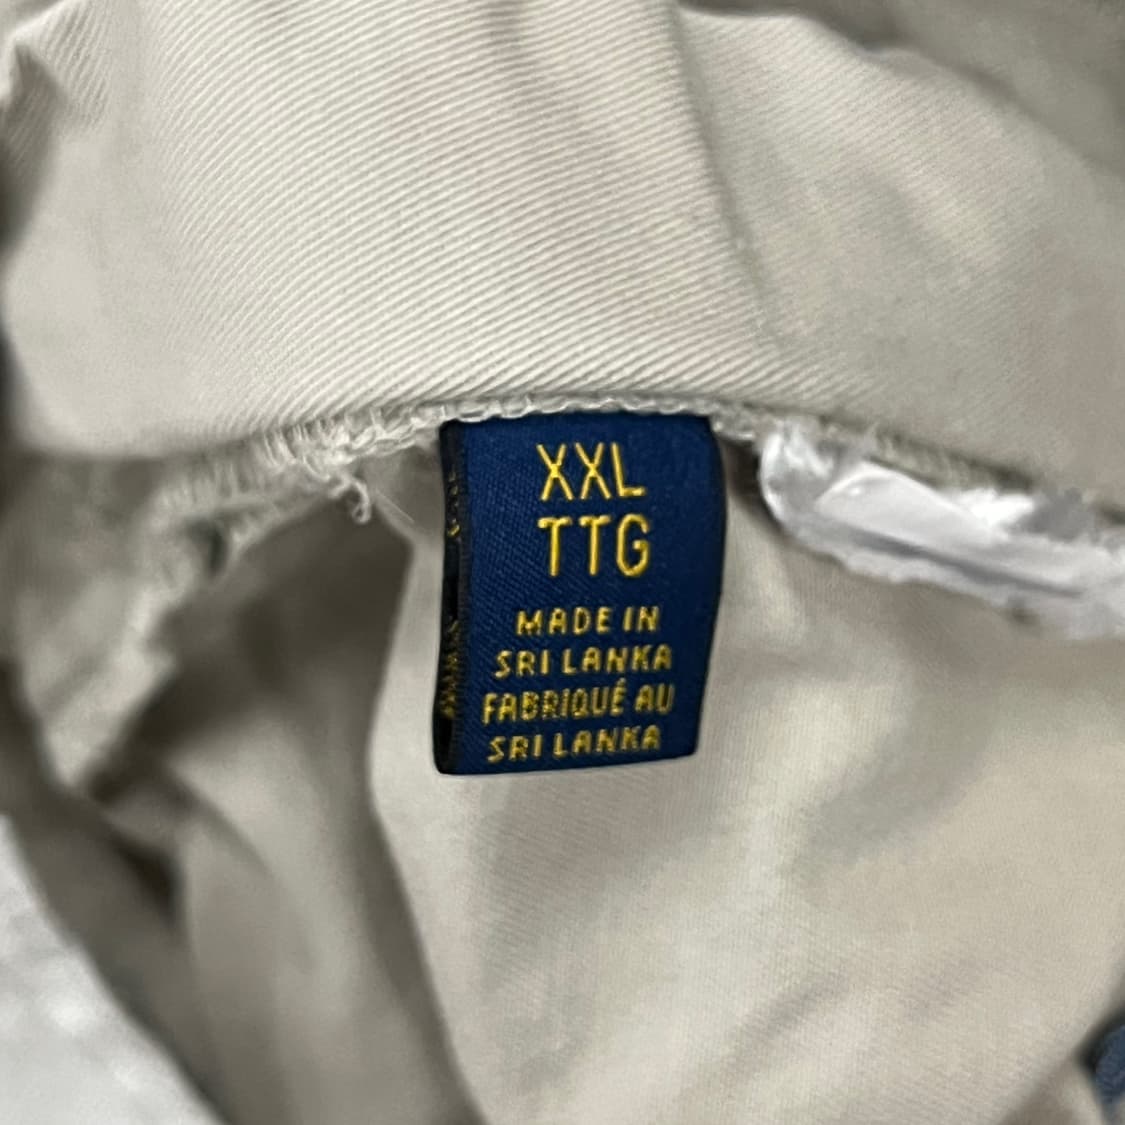 XXL
TTG
MADE IN
SRI LANKA
FABRIQUÉ AU
SRI LANKA